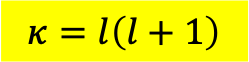 κ = l(l + 1)